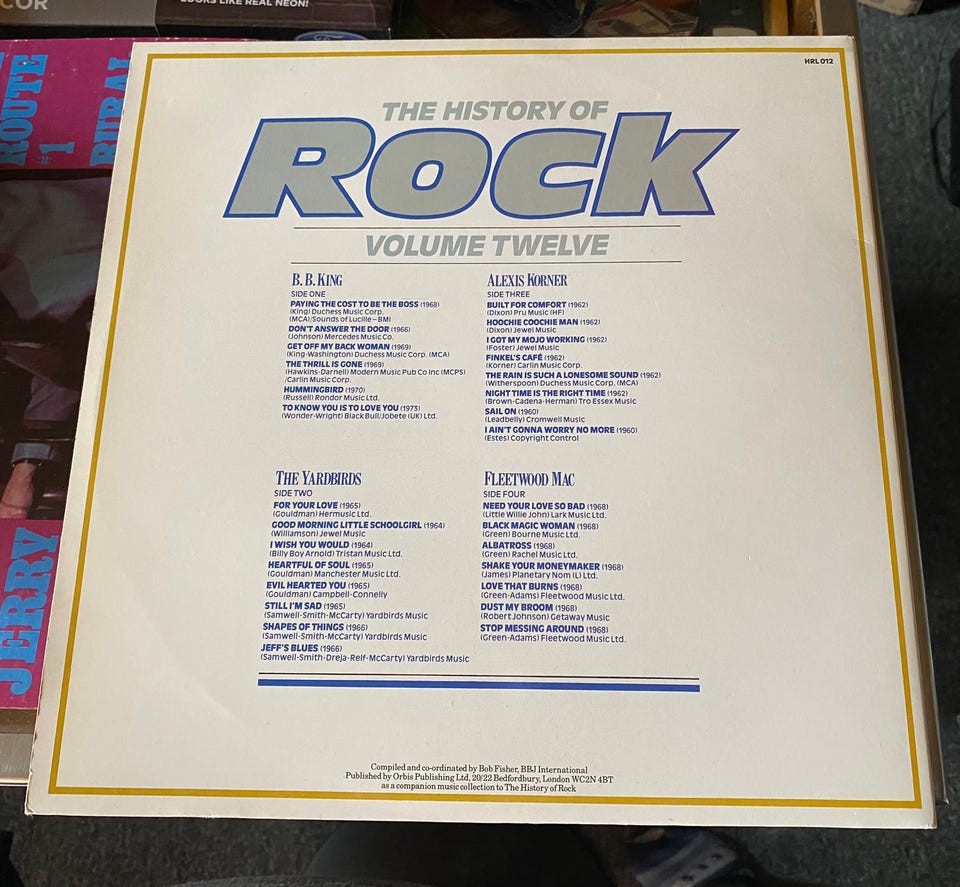 COR
LOOKS LIKE REAL NEON!
Ford
ROUTE
#1
RURAL
JERRY
HRL 012
THE HISTORY OF
ROCK
VOLUME TWELVE
B. B. KING
SIDE ONE
PAYING THE COST TO BE THE BOSS (1968)
(King) Duchess Music Corp.
(MCA)/Sounds of Lucille–BMI
DON'T ANSWER THE DOOR (1966)
(Johnson) Mercedes Music Co.
GET OFF MY BACK WOMAN (1969)
(King-Washington) Duchess Music Corp. (MCA)
THE THRILL IS GONE (1969)
(Hawkins-Darnell) Modern Music Pub Co Inc (MCPS)
/Carlin Music Corp.
HUMMINGBIRD (1970)
(Russell) Rondor Music Ltd.
TO KNOW YOU IS TO LOVE YOU (1973)
(Wonder-Wright) Black Bull/Jobete (UK) Ltd.
ALEXIS KORNER
SIDE THREE
BUILT FOR COMFORT (1962)
(Dixon) Pru Music (HF)
HOOCHIE COOCHIE MAN (1962)
(Dixon) Jewel Music
I GOT MY MOJO WORKING (1962)
(Foster) Jewel Music
FINKEL'S CAFÉ (1962)
(Korner) Carlin Music Corp.
THE RAIN IS SUCH A LONESOME SOUND (1962)
(Witherspoon) Duchess Music Corp. (MCA)
NIGHT TIME IS THE RIGHT TIME (1962)
(Brown-Cadena-Herman) Tro Essex Music
SAIL ON (1960)
(Leadbelly) Cromwell Music
I AIN'T GONNA WORRY NO MORE (1960)
(Estes) Copyright Control
THE YARDBIRDS
SIDE TWO
FOR YOUR LOVE (1965)
(Gouldman) Hermusic Ltd.
GOOD MORNING LITTLE SCHOOLGIRL (1964)
(Williamson) Jewel Music
I WISH YOU WOULD (1964)
(Billy Boy Arnold) Tristan Music Ltd.
HEARTFUL OF SOUL (1965)
(Gouldman) Manchester Music Ltd.
EVIL HEARTED YOU (1965)
(Gouldman) Campbell-Connelly
STILL I'M SAD (1965)
(Samwell-Smith-McCarty) Yardbirds Music
SHAPES OF THINGS (1966)
(Samwell-Smith-McCarty) Yardbirds Music
JEFF'S BLUES (1966)
(Samwell-Smith-Dreja-Relf-McCarty) Yardbirds Music
FLEETWOOD MAC
SIDE FOUR
NEED YOUR LOVE SO BAD (1968)
(Little Willie John) Lark Music Ltd.
BLACK MAGIC WOMAN (1968)
(Green) Bourne Music Ltd.
ALBATROSS (1968)
(Green) Rachel Music Ltd.
SHAKE YOUR MONEYMAKER (1968)
(James) Planetary Nom (L) Ltd.
LOVE THAT BURNS (1968)
(Green-Adams) Fleetwood Music Ltd.
DUST MY BROOM (1968)
(Robert Johnson) Getaway Music
STOP MESSING AROUND (1968)
(Green-Adams) Fleetwood Music Ltd.
Compiled and co-ordinated by Bob Fisher, BBJ International
Published by Orbis Publishing Ltd, 20/22 Bedfordbury, London WC2N 4BT
as a companion music collection to The History of Rock